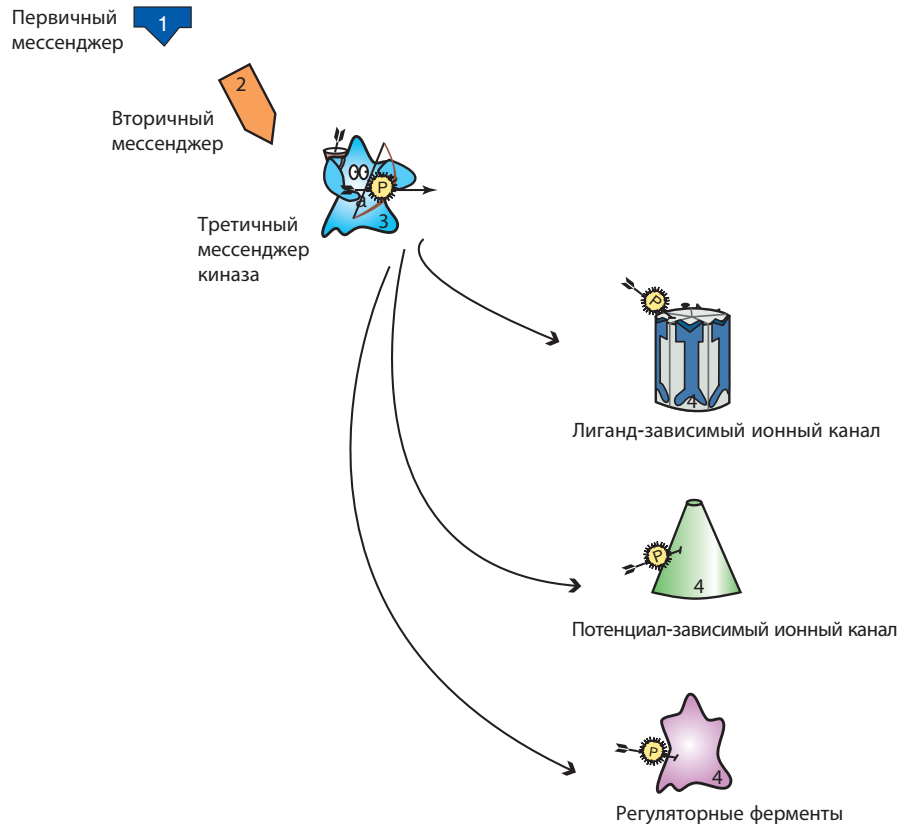 Первичный
мессенджер
1
2
Вторичный
мессенджер
P
a
3
Третичный
мессенджер
киназа
P
4
Лиганд-зависимый ионный канал
P
4
Потенциал-зависимый ионный канал
P
4
Регуляторные ферменты